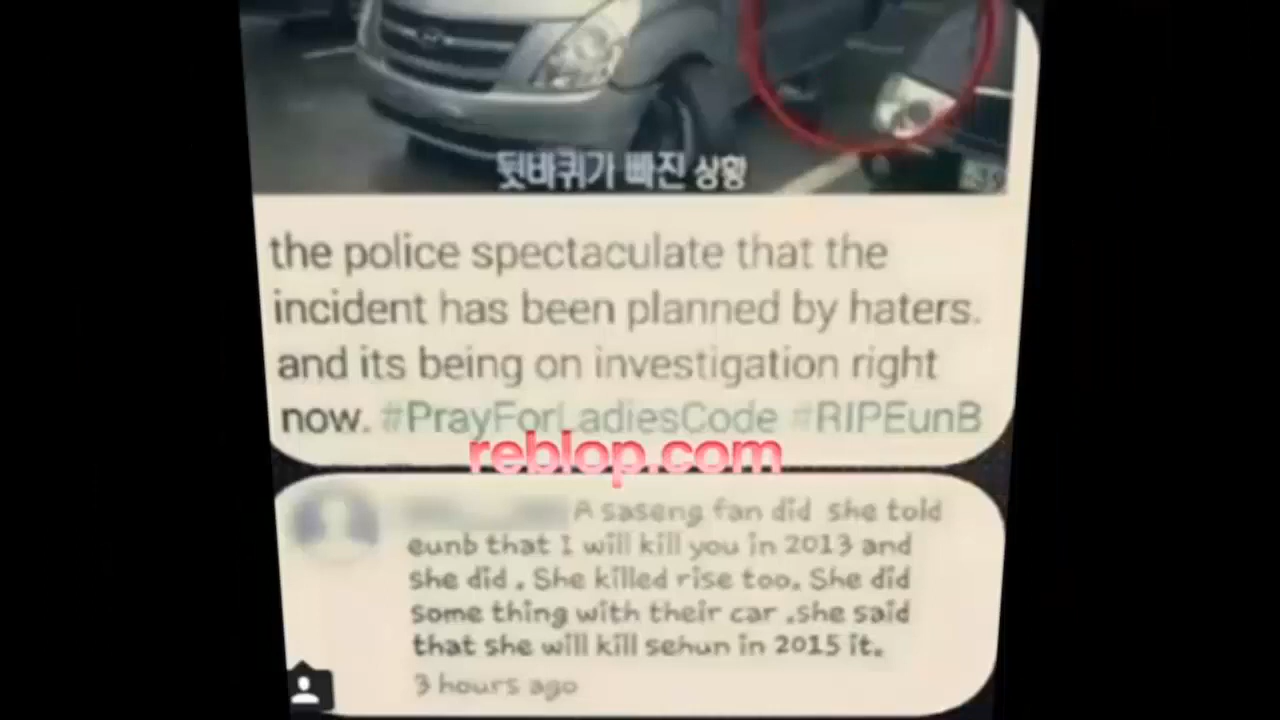 뒷바퀴가 빠진 상황
the police spectaculate that the
incident has been planned by haters.
and its being on investigation right
now. #PrayForLadiesCode #RIPEunB
reblop.com
A saseng fan did she told
eunb that I will kill you in 2013 and
she did . She killed rise too. She did
some thing with their car .she said
that she will kill sehun in 2015 it.
3 hours ago